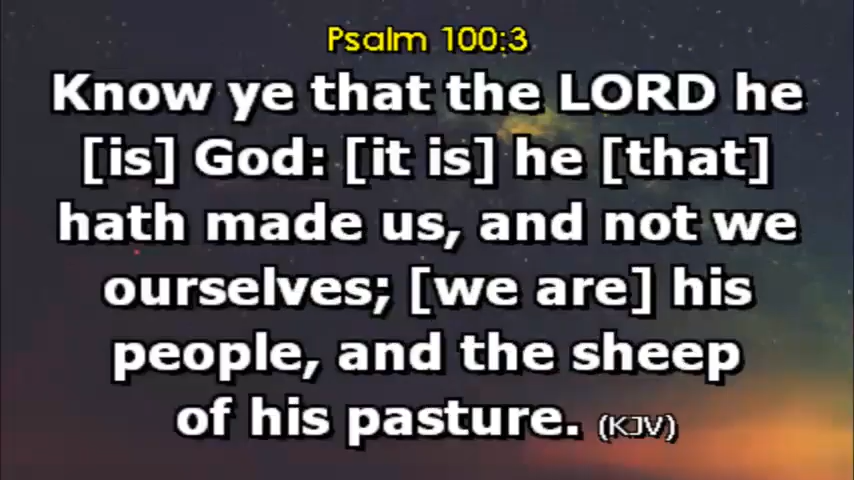 Psalm 100:3
Know ye that the LORD he
[is] God: [it is] he [that]
hath made us, and not we
ourselves; [we are] his
people, and the sheep
of his pasture. (KJV)